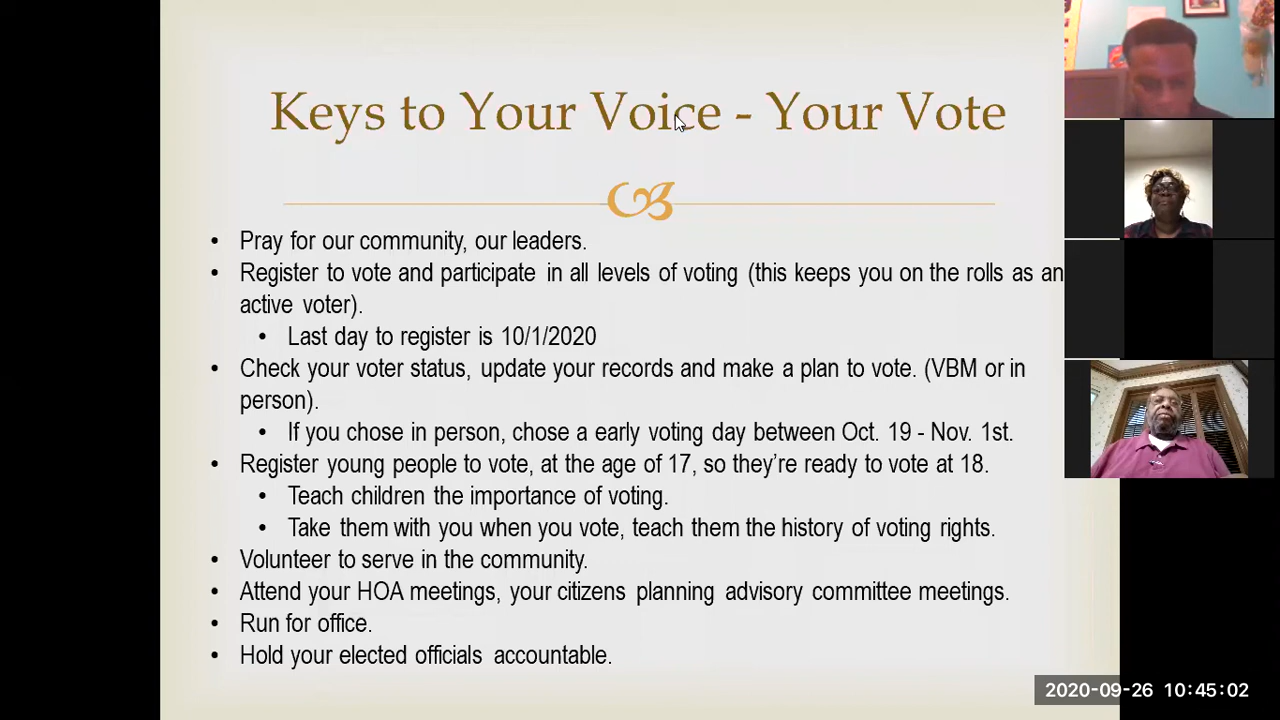 Keys to Your Voice - Your Vote
• Pray for our community, our leaders.
• Register to vote and participate in all levels of voting (this keeps you on the rolls as an
active voter).
• Last day to register is 10/1/2020
• Check your voter status, update your records and make a plan to vote. (VBM or in
person).
• If you chose in person, chose a early voting day between Oct. 19 - Nov. 1st.
• Register young people to vote, at the age of 17, so they're ready to vote at 18.
• Teach children the importance of voting.
• Take them with you when you vote, teach them the history of voting rights.
• Volunteer to serve in the community.
• Attend your HOA meetings, your citizens planning advisory committee meetings.
• Run for office.
• Hold your elected officials accountable.
2020-09-26 10:45:02